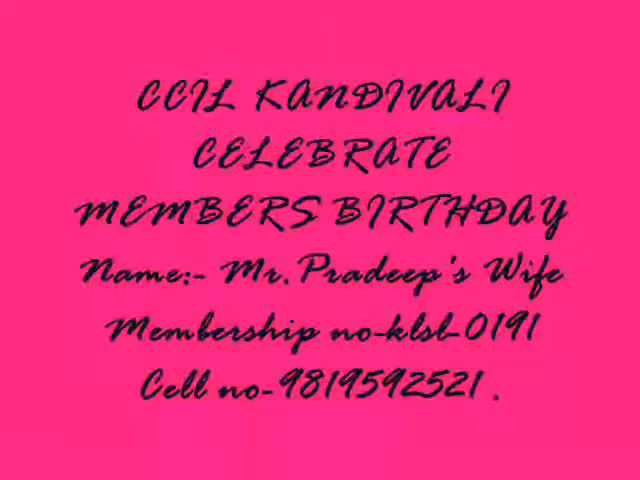 CCIL KANDIVALI
CELEBRATE
MEMBERS BIRTHDAY
Name:- Mr.Pradeep's Wife
Membership no-klsb-0191
Cell no-9819592521 .